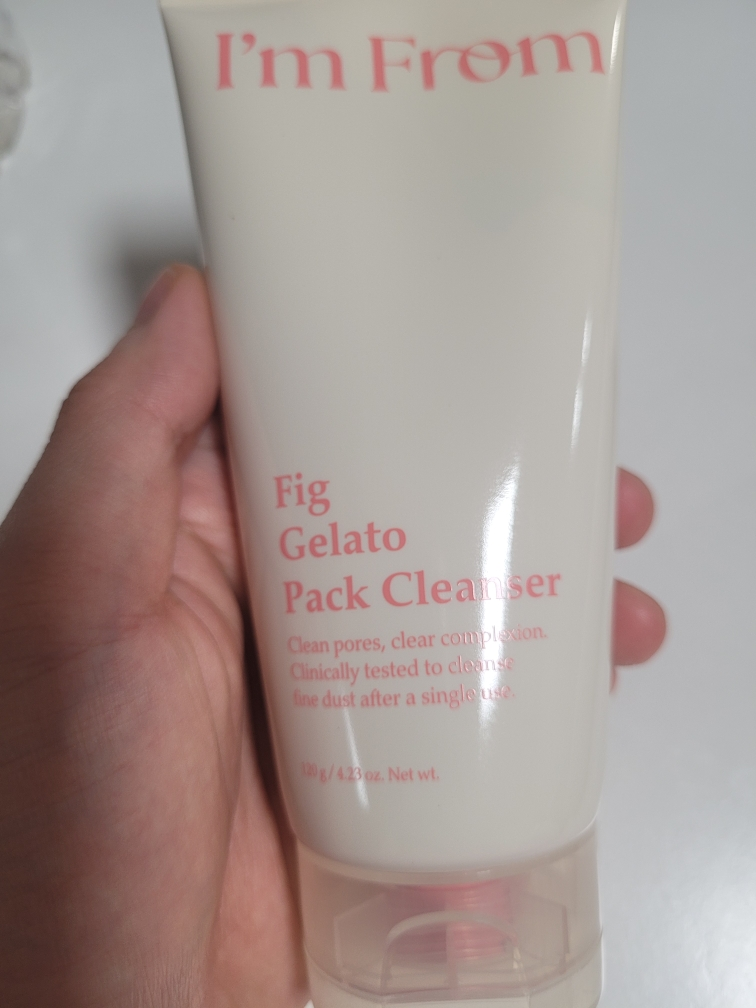 I'm From
Fig
Gelato
Pack Cleanser
Clean pores, clear complexion.
Clinically tested to cleanse
fine dust after a single use.
120 g / 4.23 oz. Net wt.